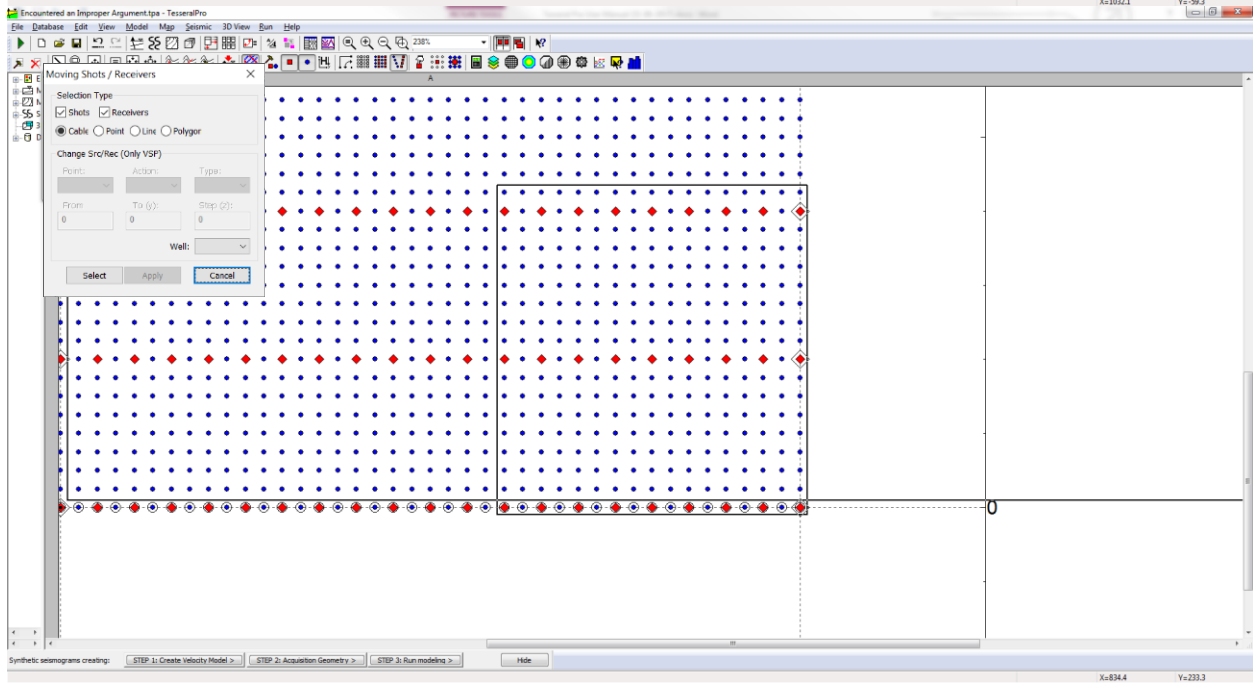 X=1032.1 Y=-59.3
Encountered an Improper Argument.tpa - TesseralPro
File Database Edit View Model Map Seismic 3D View Run Help
238%
Moving Shots / Receivers
A
Selection Type
Shots Receivers
Cable Point Line Polygor
Change Src/Rec (Only VSP)
Point: Action: Type:
From To (y): Step (z):
0 0 0
Well:
Select Apply Cancel
0
Synthetic seismograms creating: STEP 1: Create Velocity Model > STEP 2: Acquisition Geometry > STEP 3: Run modeling > Hide
X=834.4 Y=233.3